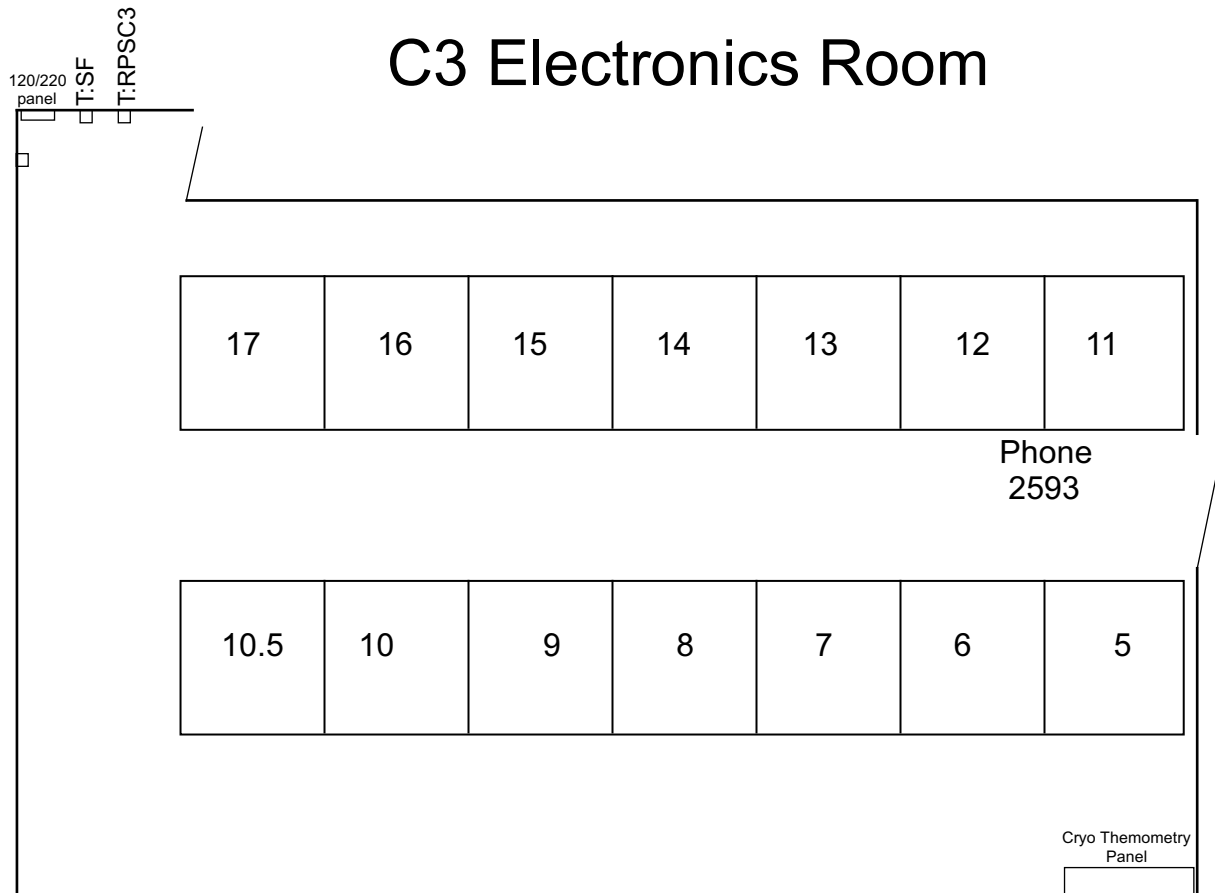 C3 Electronics Room
120/220
panel
T:SF
T:RPSC3
17 16 15 14 13 12 11
Phone
2593
10.5 10 9 8 7 6 5
Cryo Themometry
Panel